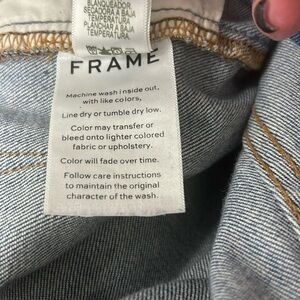 BLANQUEADOR
SECADORA A BAJA
TEMPERATURA
PLANCHAR A BAJA
TEMPERATURA
FRAME
Machine wash inside out,
with like colors,
Line dry or tumble dry low.
Color may transfer or
bleed onto lighter colored
fabric or upholstery.
Color will fade over time.
Follow care instructions
to maintain the original
character of the wash.